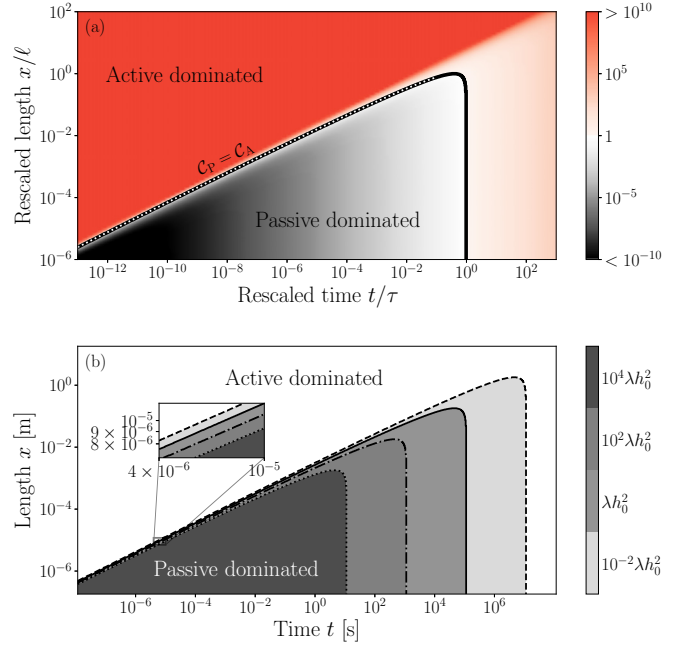 (a)
Active dominated
𝒞_P = 𝒞_A
Passive dominated
10^2
10^0
10^−2
10^−4
10^−6
Rescaled length x/ℓ
10^−12
10^−10
10^−8
10^−6
10^−4
10^−2
10^0
10^2
Rescaled time t/τ
> 10^10
10^5
1
10^−5
< 10^−10
(b)
Active dominated
Passive dominated
10^−5
9 × 10^−6
8 × 10^−6
4 × 10^−6
10^−5
10^0
10^−2
10^−4
10^−6
Length x [m]
10^−6
10^−4
10^−2
10^0
10^2
10^4
10^6
Time t [s]
10^4λh_0^2
10^2λh_0^2
λh_0^2
10^−2λh_0^2